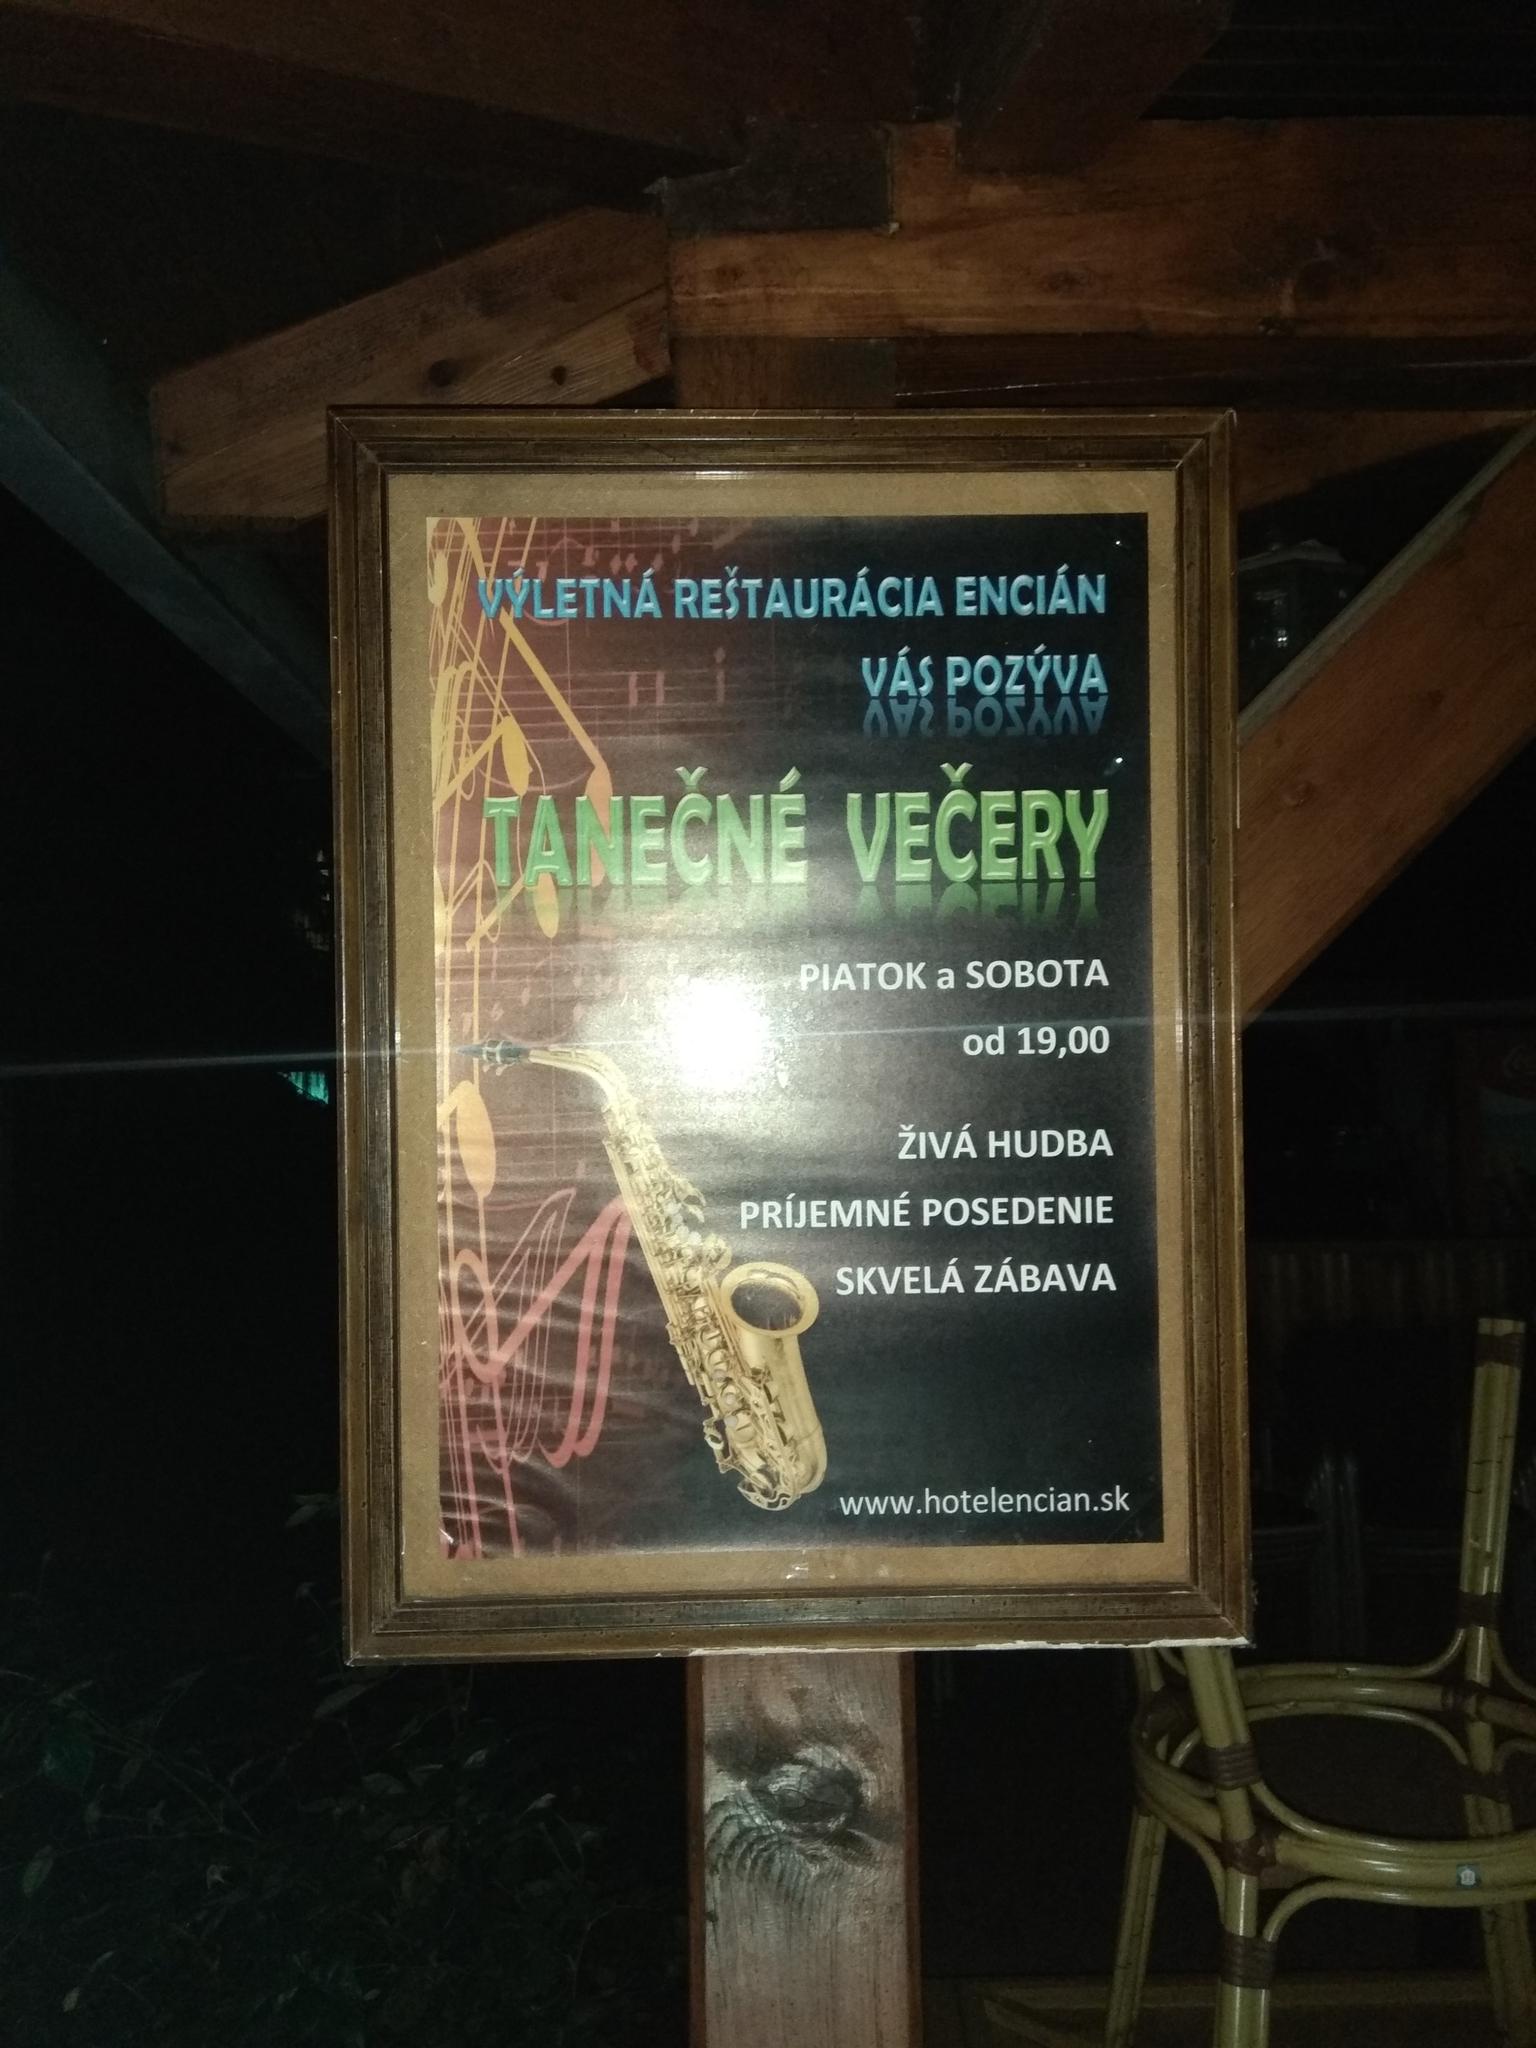 VÝLETNÁ REŠTAURÁCIA ENCIÁN
VÁS POZÝVA
TANEČNÉ VEČERY
PIATOK a SOBOTA
od 19,00
ŽIVÁ HUDBA
PRÍJEMNÉ POSEDENIE
SKVELÁ ZÁBAVA
www.hotelencian.sk